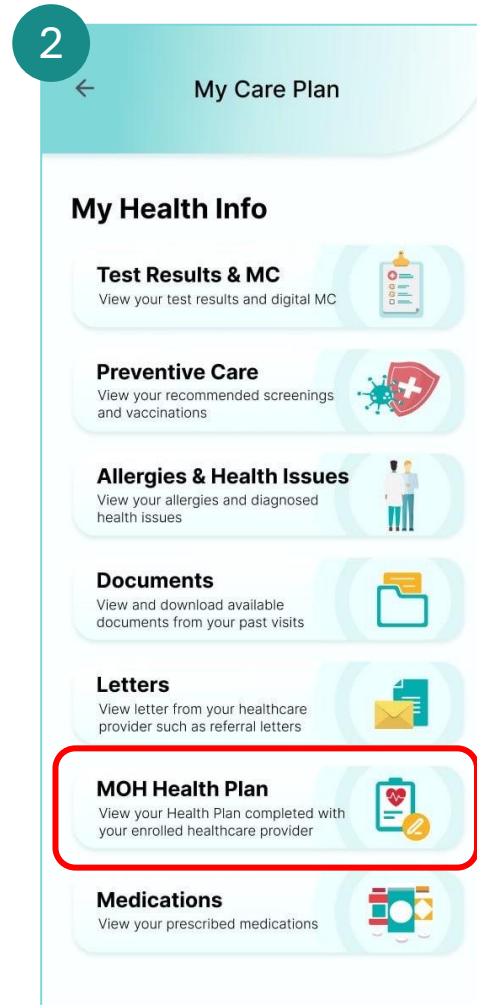 2
My Care Plan
My Health Info
Test Results & MC
View your test results and digital MC
Preventive Care
View your recommended screenings
and vaccinations
Allergies & Health Issues
View your allergies and diagnosed
health issues
Documents
View and download available
documents from your past visits
Letters
View letter from your healthcare
provider such as referral letters
MOH Health Plan
View your Health Plan completed with
your enrolled healthcare provider
Medications
View your prescribed medications